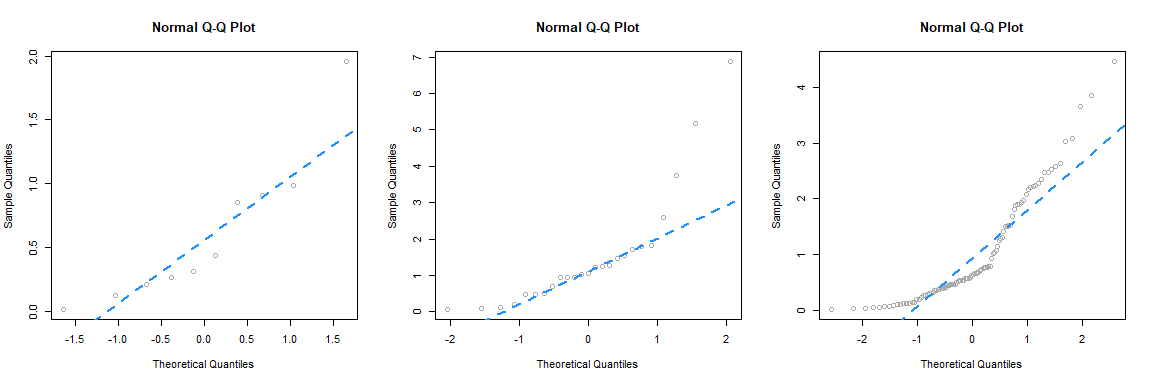 Normal Q-Q Plot
Sample Quantiles
2.0
1.5
1.0
0.5
0.0
-1.5 -1.0 -0.5 0.0 0.5 1.0 1.5
Theoretical Quantiles
Normal Q-Q Plot
Sample Quantiles
7
6
5
4
3
2
1
0
-2 -1 0 1 2
Theoretical Quantiles
Normal Q-Q Plot
Sample Quantiles
4
3
2
1
0
-2 -1 0 1 2
Theoretical Quantiles